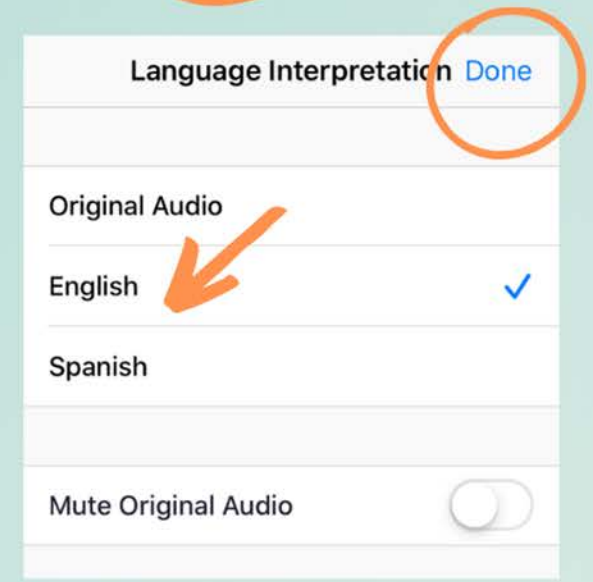 Language Interpretation Done
Original Audio
English
Spanish
Mute Original Audio